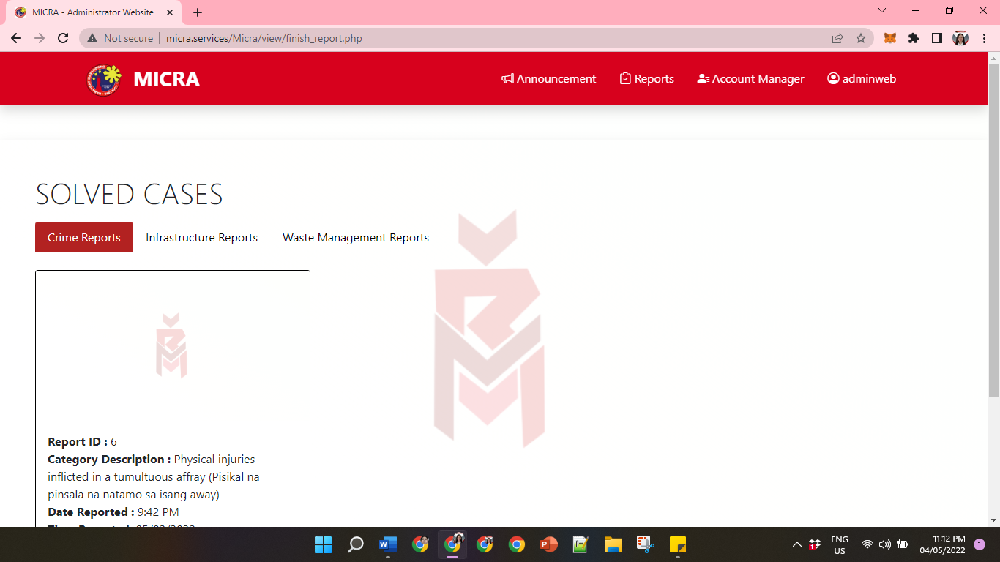 MICRA - Administrator Website
Not secure
micra.services/Micra/view/finish_report.php
MICRA
Announcement
Reports
Account Manager
adminweb
SOLVED CASES
Crime Reports
Infrastructure Reports
Waste Management Reports
Report ID : 6
Category Description : Physical injuries
inflicted in a tumultuous affray (Pisikal na
pinsala na natamo sa isang away)
Date Reported : 9:42 PM
ENG
US
11:12 PM
04/05/2022
1
1